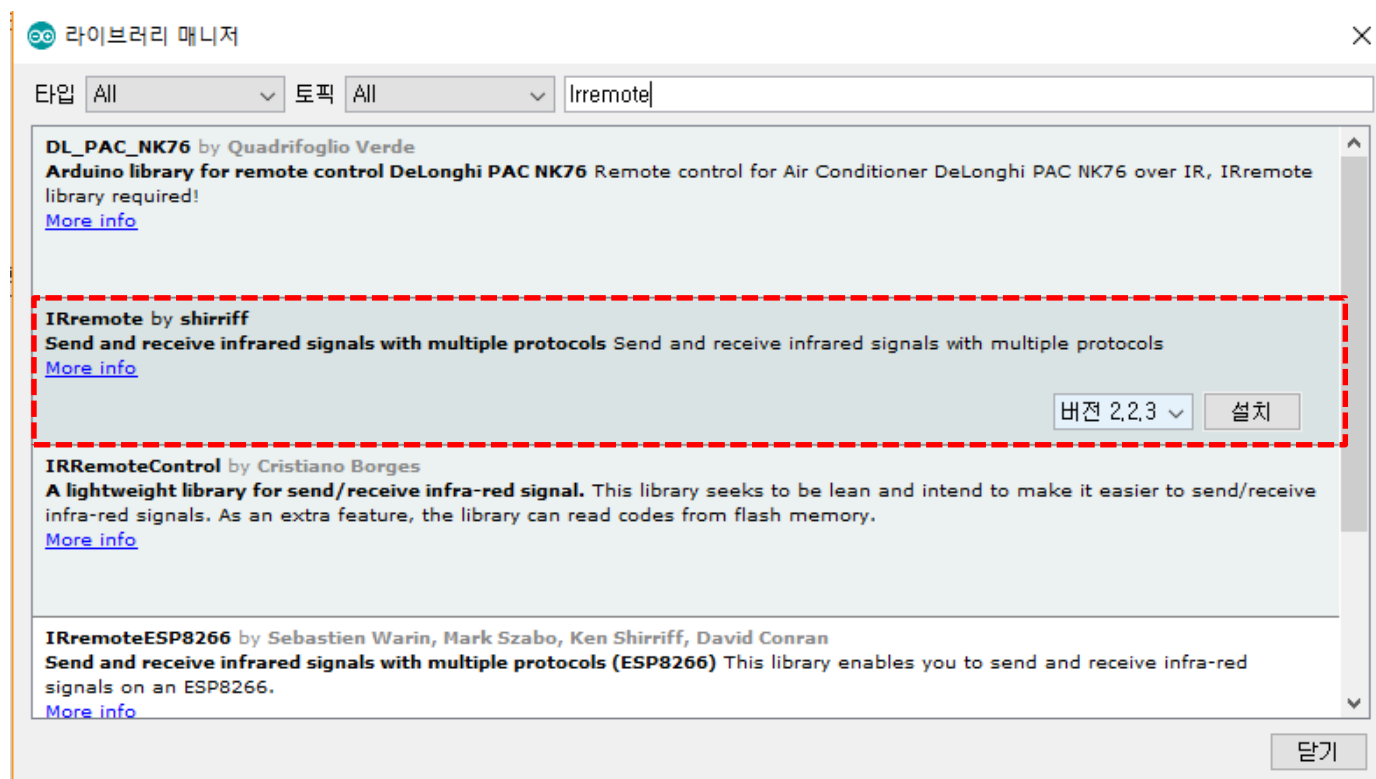 라이브러리 매니저
타입 All 토픽 All Irremote
DL_PAC_NK76 by Quadrifoglio Verde
Arduino library for remote control DeLonghi PAC NK76 Remote control for Air Conditioner DeLonghi PAC NK76 over IR, IRremote
library required!
More info
IRremote by shirriff
Send and receive infrared signals with multiple protocols Send and receive infrared signals with multiple protocols
More info
버전 2,2,3 설치
IRRemoteControl by Cristiano Borges
A lightweight library for send/receive infra-red signal. This library seeks to be lean and intend to make it easier to send/receive
infra-red signals. As an extra feature, the library can read codes from flash memory.
More info
IRremoteESP8266 by Sebastien Warin, Mark Szabo, Ken Shirriff, David Conran
Send and receive infrared signals with multiple protocols (ESP8266) This library enables you to send and receive infra-red
signals on an ESP8266.
More info
닫기